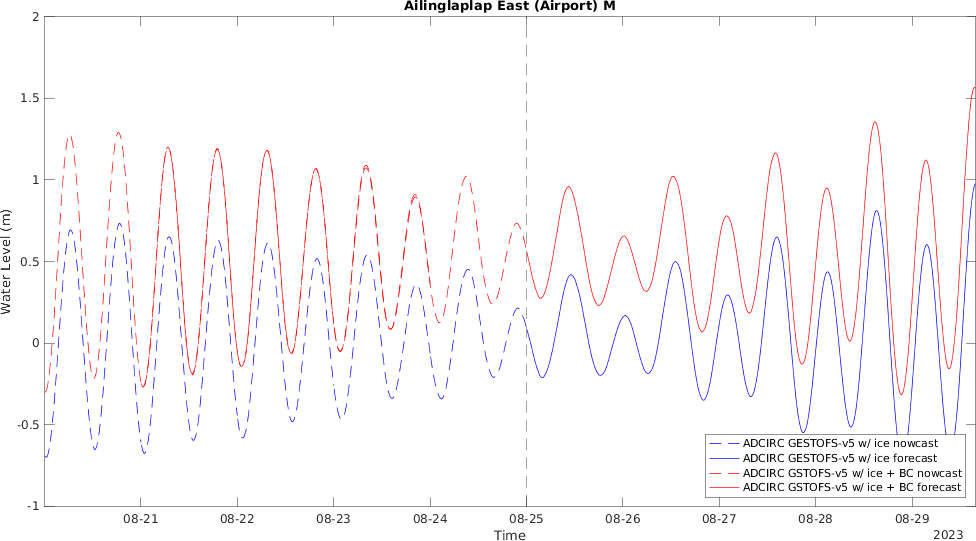 Ailinglaplap East (Airport) M
Water Level (m)
2
1.5
1
0.5
0
-0.5
-1
08-21 08-22 08-23 08-24 08-25 08-26 08-27 08-28 08-29
Time
2023
ADCIRC GESTOFS-v5 w/ ice nowcast
ADCIRC GESTOFS-v5 w/ ice forecast
ADCIRC GSTOFS-v5 w/ ice + BC nowcast
ADCIRC GSTOFS-v5 w/ ice + BC forecast